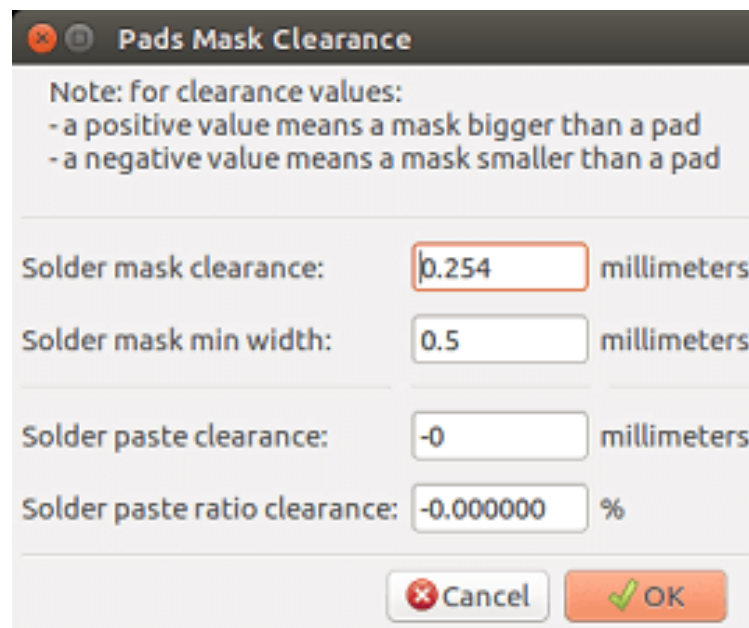 Pads Mask Clearance
Note: for clearance values:
- a positive value means a mask bigger than a pad
- a negative value means a mask smaller than a pad
Solder mask clearance: 0.254 millimeters
Solder mask min width: 0.5 millimeters
Solder paste clearance: -0 millimeters
Solder paste ratio clearance: -0.000000 %
Cancel OK